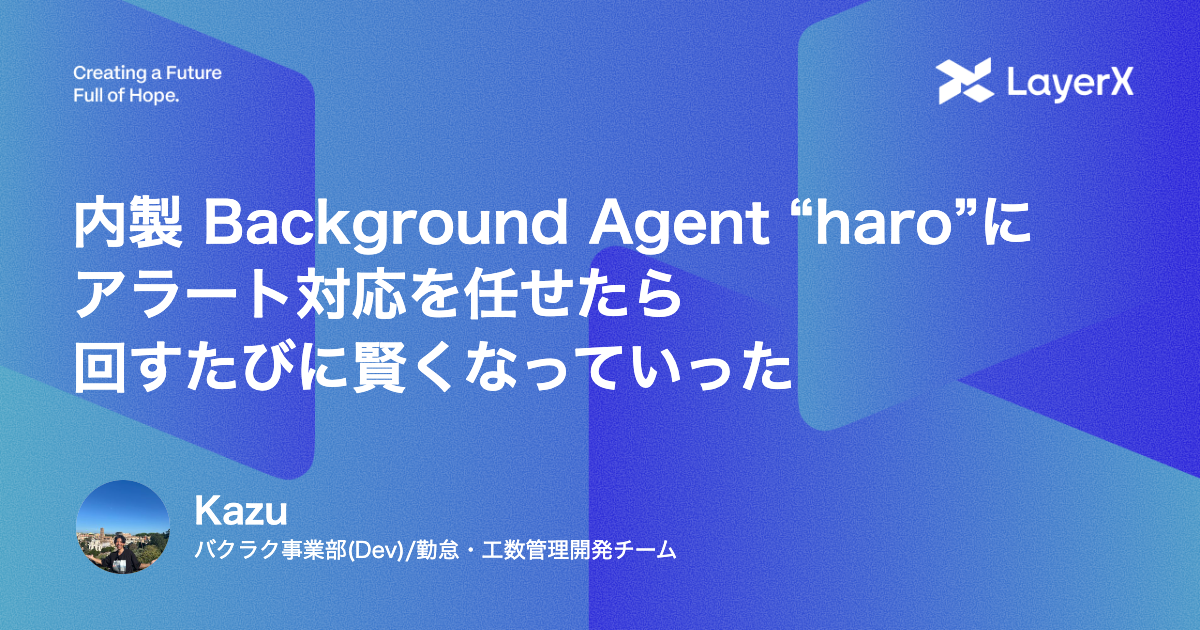 Creating a Future
Full of Hope.
LayerX
内製 Background Agent “haro”に
アラート対応を任せたら
回すたびに賢くなっていった
Kazu
バクラク事業部(Dev)/勤怠・工数管理開発チーム